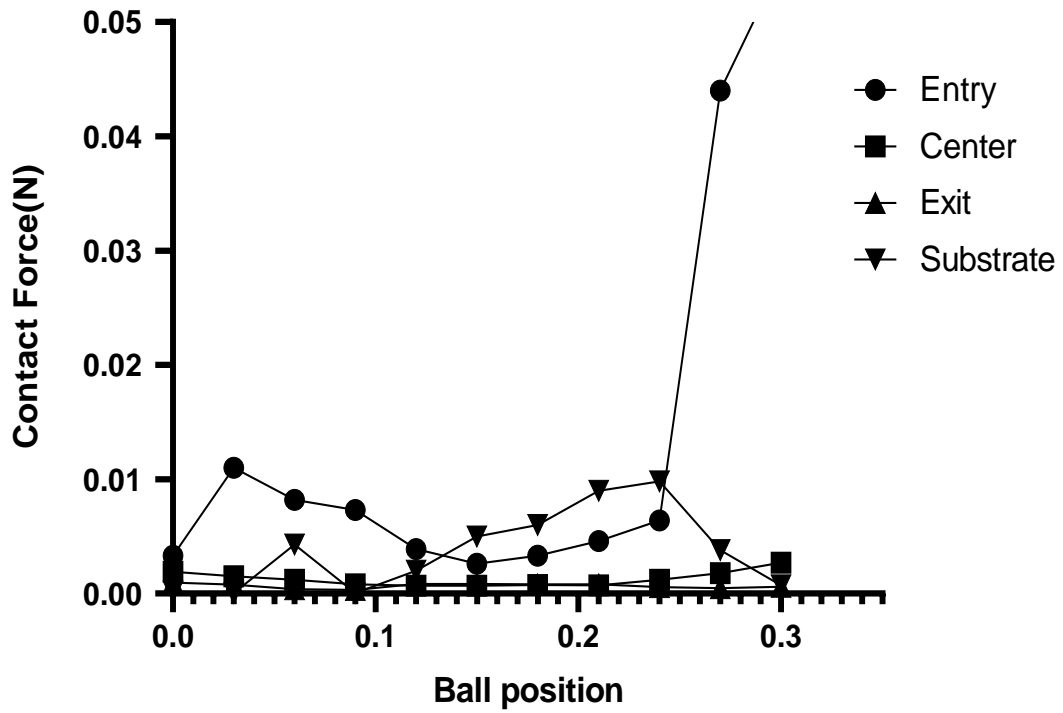 0.05
0.04
0.03
0.02
0.01
0.00
Contact Force(N)
0.0 0.1 0.2 0.3
Ball position
Entry
Center
Exit
Substrate